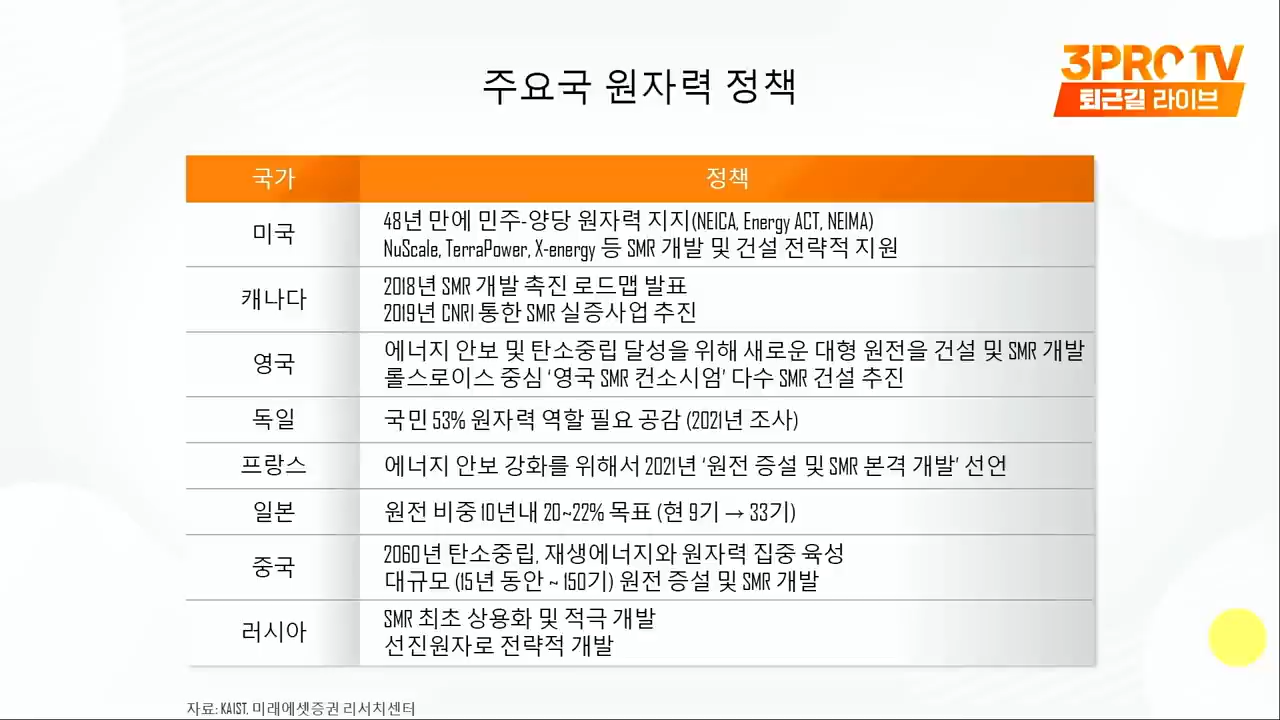 주요국 원자력 정책
3PRO TV
퇴근길 라이브
국가 정책
미국
48년 만에 민주-양당 원자력 지지(NEICA, Energy ACT, NEIMA)
NuScale, TerraPower, X-energy 등 SMR 개발 및 건설 전략적 지원
캐나다
2018년 SMR 개발 촉진 로드맵 발표
2019년 CNRI 통한 SMR 실증사업 추진
영국
에너지 안보 및 탄소중립 달성을 위해 새로운 대형 원전을 건설 및 SMR 개발
롤스로이스 중심 ‘영국 SMR 컨소시엄’ 다수 SMR 건설 추진
독일
국민 53% 원자력 역할 필요 공감 (2021년 조사)
프랑스
에너지 안보 강화를 위해서 2021년 ‘원전 증설 및 SMR 본격 개발’ 선언
일본
원전 비중 10년내 20~22% 목표 (현 9기 → 33기)
중국
2060년 탄소중립, 재생에너지와 원자력 집중 육성
대규모 (15년 동안 ~ 150기) 원전 증설 및 SMR 개발
러시아
SMR 최초 상용화 및 적극 개발
선진원자로 전략적 개발
자료: KAIST, 미래에셋증권 리서치센터